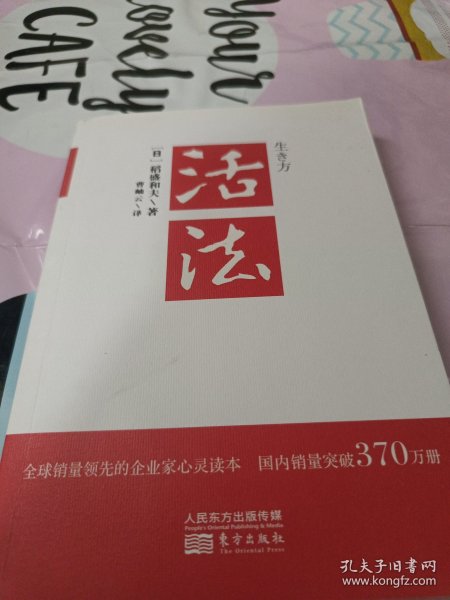 your
lovely
CAFE
生き方
活
法
[日]稻盛和夫\著
曹岫云\译
全球销量领先的企业家心灵读本 国内销量突破370万册
人民东方出版传媒
People's Oriental Publishing & Media
东方出版社
The Oriental Press
孔夫子旧书网
www.kongfz.com